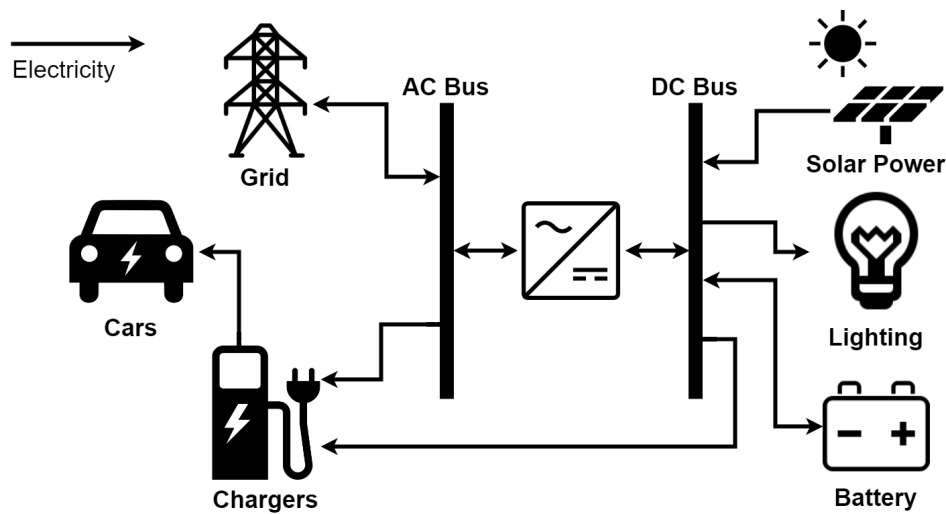 Electricity
AC Bus
DC Bus
Grid
Solar Power
Cars
Lighting
Chargers
Battery